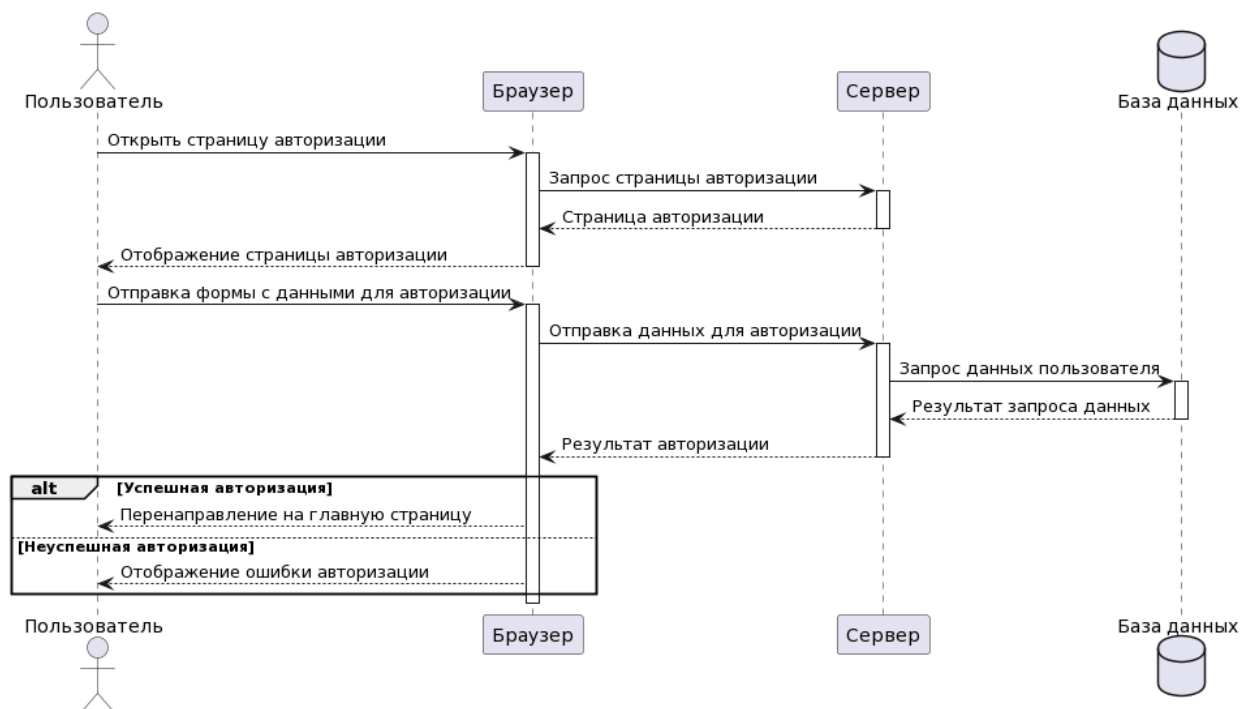 Пользователь
Браузер
Сервер
База данных
Открыть страницу авторизации
Запрос страницы авторизации
Страница авторизации
Отображение страницы авторизации
Отправка формы с данными для авторизации
Отправка данных для авторизации
Запрос данных пользователя
Результат запроса данных
Результат авторизации
alt [Успешная авторизация]
Перенаправление на главную страницу
[Неуспешная авторизация]
Отображение ошибки авторизации
Пользователь
Браузер
Сервер
База данных